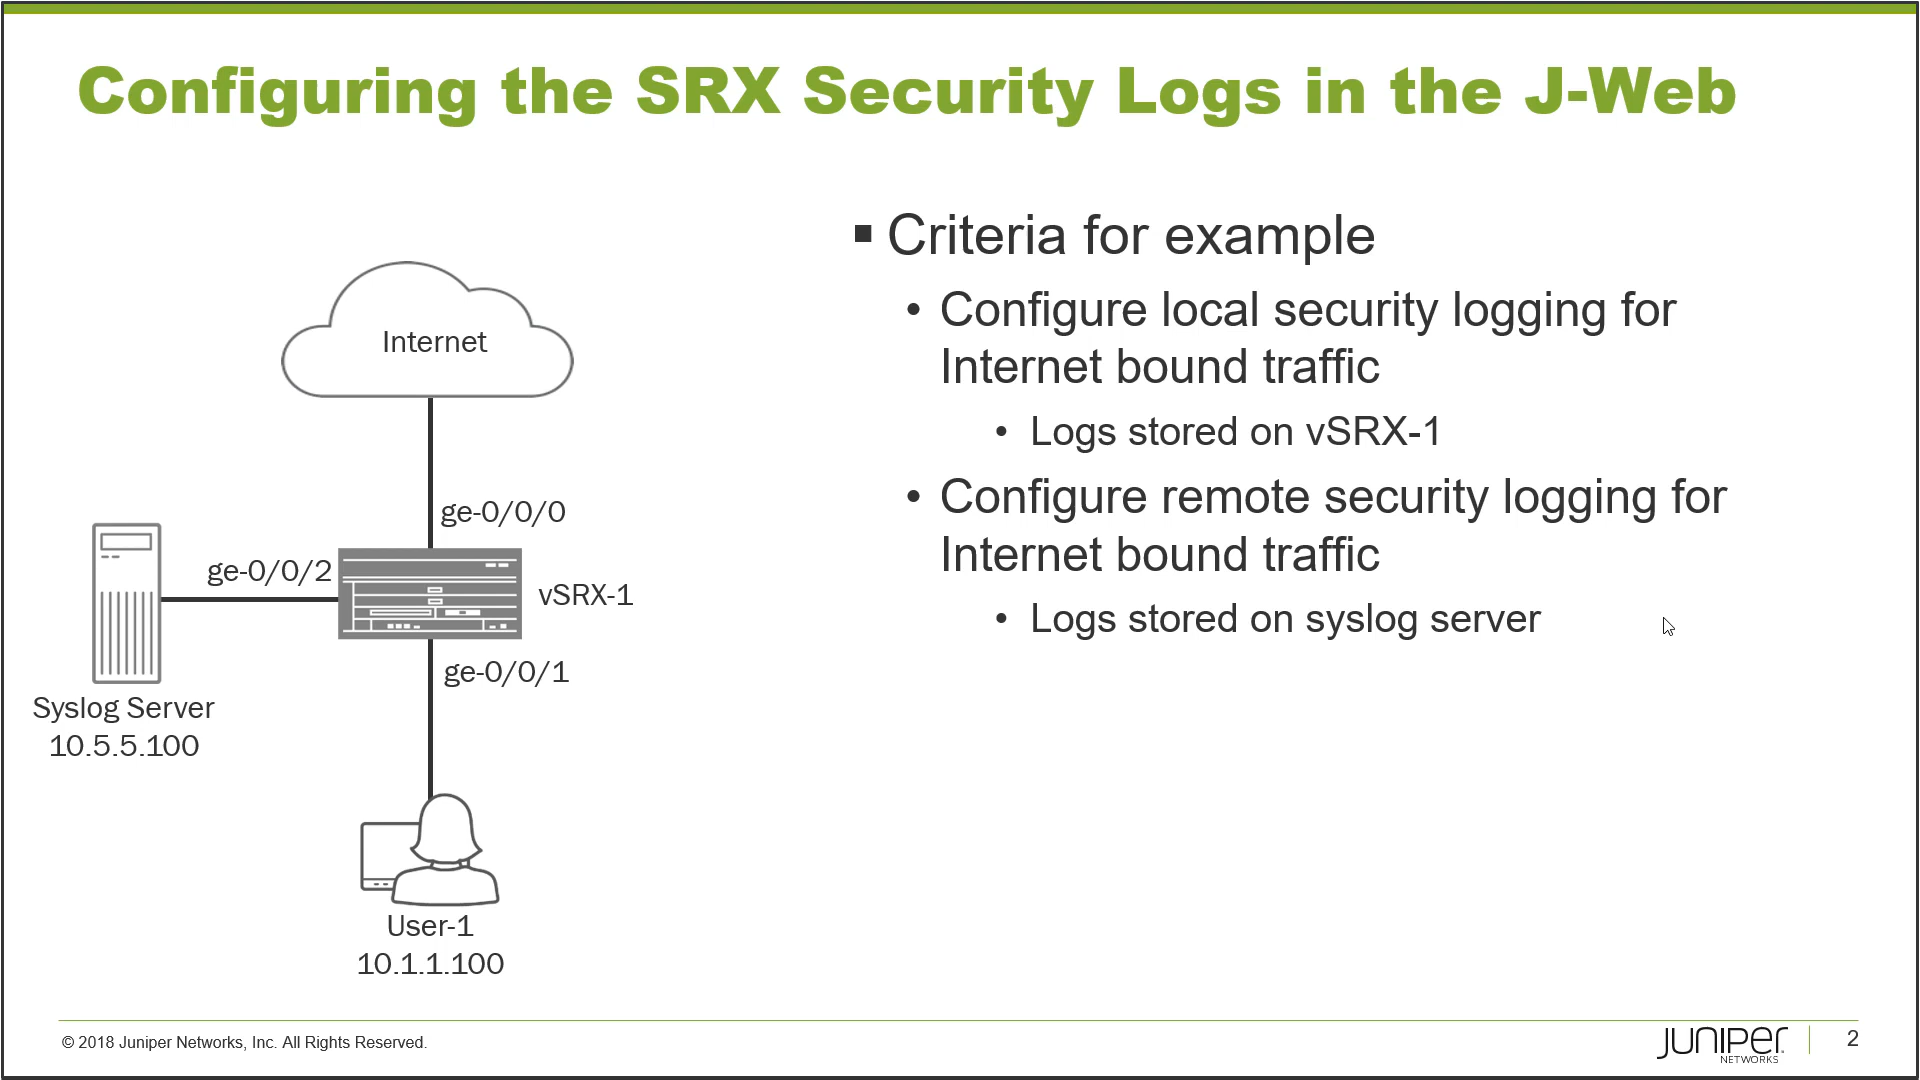 Configuring the SRX Security Logs in the J-Web
Internet
ge-0/0/0
ge-0/0/2
vSRX-1
ge-0/0/1
Syslog Server
10.5.5.100
User-1
10.1.1.100
▪ Criteria for example
• Configure local security logging for
Internet bound traffic
• Logs stored on vSRX-1
• Configure remote security logging for
Internet bound traffic
• Logs stored on syslog server
© 2018 Juniper Networks, Inc. All Rights Reserved.
JUNIPER
NETWORKS
2